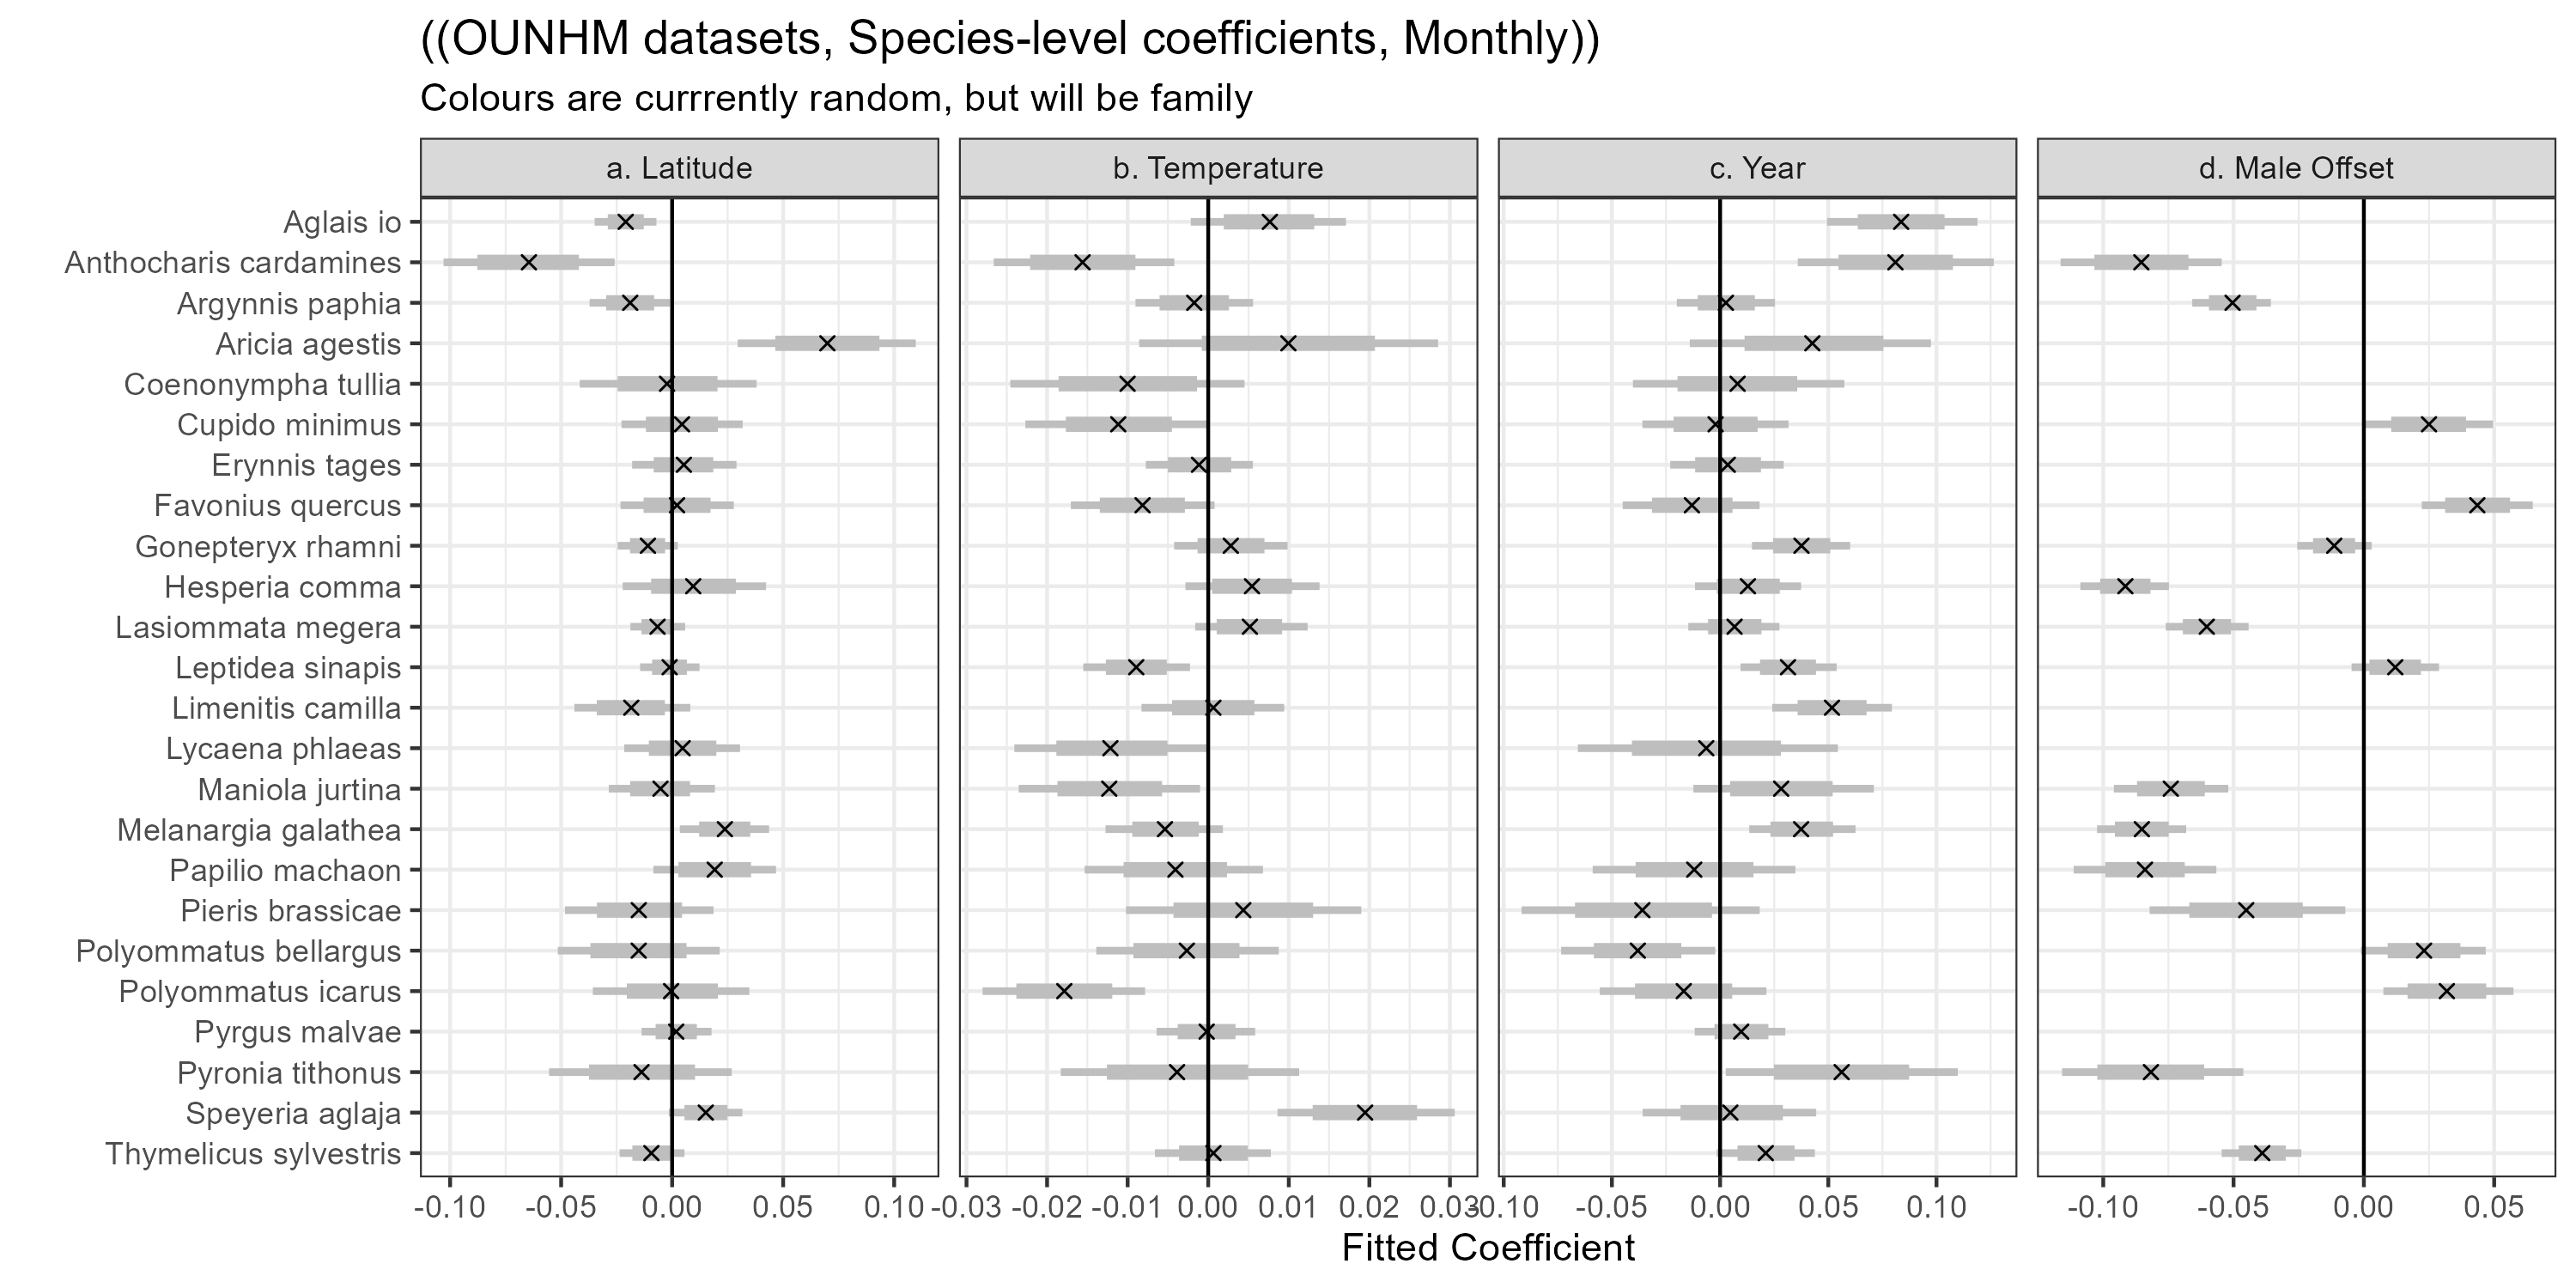 ((OUNHM datasets, Species-level coefficients, Monthly))
Colours are currrently random, but will be family
a. Latitude
b. Temperature
c. Year
d. Male Offset
Aglais io
Anthocharis cardamines
Argynnis paphia
Aricia agestis
Coenonympha tullia
Cupido minimus
Erynnis tages
Favonius quercus
Gonepteryx rhamni
Hesperia comma
Lasiommata megera
Leptidea sinapis
Limenitis camilla
Lycaena phlaeas
Maniola jurtina
Melanargia galathea
Papilio machaon
Pieris brassicae
Polyommatus bellargus
Polyommatus icarus
Pyrgus malvae
Pyronia tithonus
Speyeria aglaja
Thymelicus sylvestris
-0.10 -0.05 0.00 0.05 0.10
-0.03 -0.02 -0.01 0.00 0.01 0.02 0.03
-0.10 -0.05 0.00 0.05 0.10
-0.10 -0.05 0.00 0.05
Fitted Coefficient